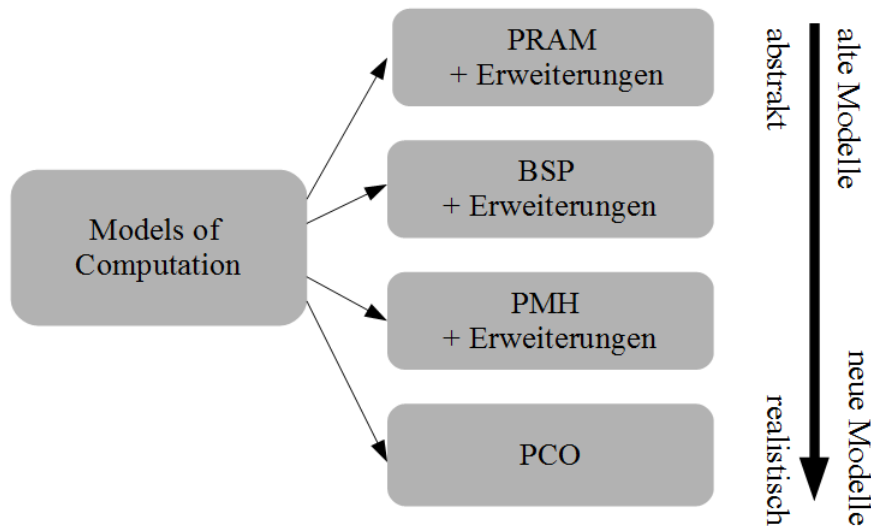 PRAM
+ Erweiterungen
BSP
+ Erweiterungen
Models of
Computation
PMH
+ Erweiterungen
PCO
abstrakt
alte Modelle
realistisch
neue Modelle